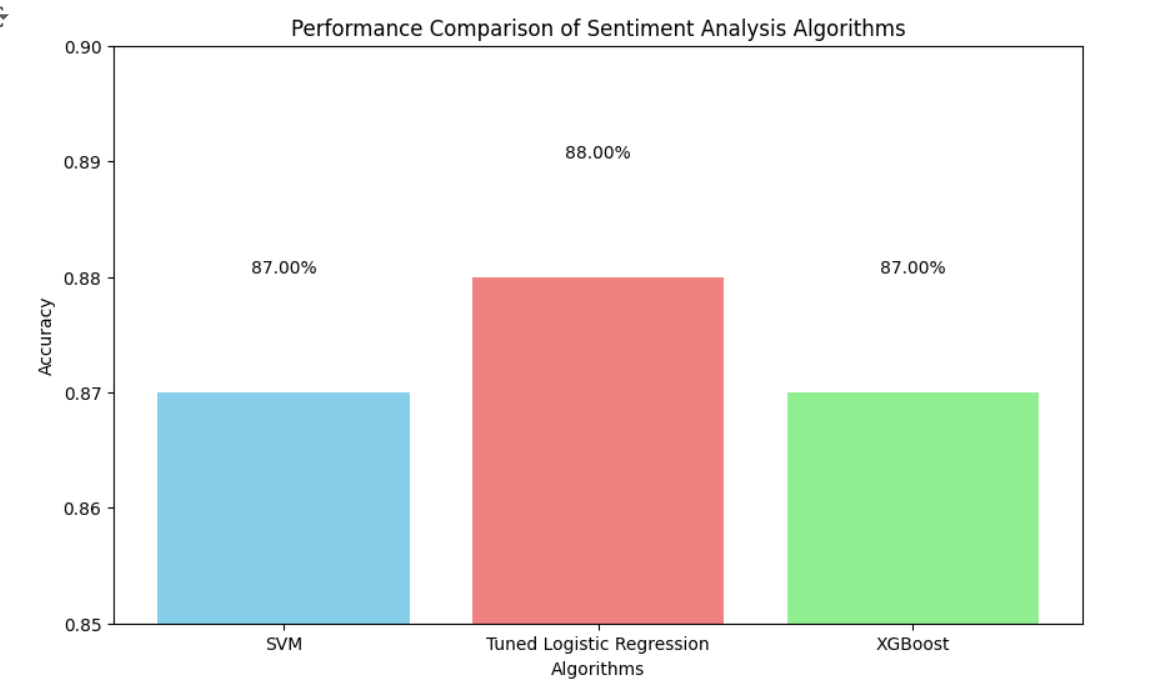 Performance Comparison of Sentiment Analysis Algorithms
0.90
0.89
0.88
0.87
0.86
0.85
Accuracy
88.00%
87.00%
87.00%
SVM
Tuned Logistic Regression
XGBoost
Algorithms